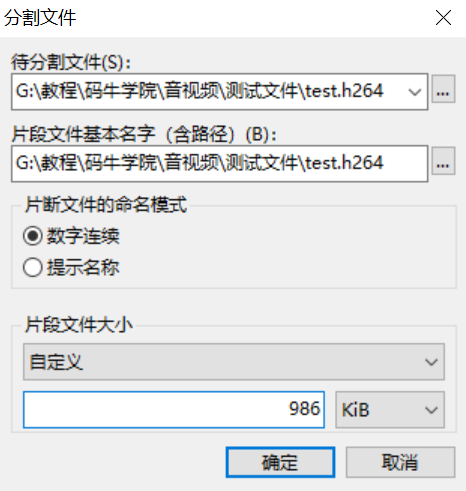 分割文件
待分割文件(S):
G:\教程\码牛学院\音视频\测试文件\test.h264
...
片段文件基本名字（含路径）(B):
G:\教程\码牛学院\音视频\测试文件\test.h264
...
片断文件的命名模式
数字连续
提示名称
片段文件大小
自定义
986 KiB
确定 取消